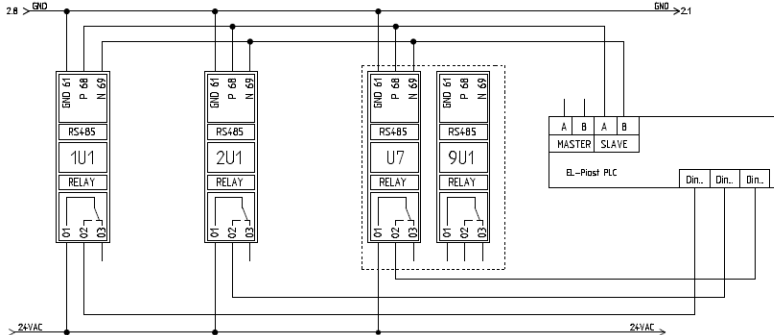 2.8 GND GND 2.1
GND 61 P 68 N 69 GND 61 P 68 N 69 GND 61 P 68 N 69 GND 61 P 68 N 69
RS485 RS485 RS485 RS485
A B A B
1U1 2U1 U7 9U1 MASTER SLAVE
EL-Piast PLC
RELAY RELAY RELAY RELAY Din.. Din.. Din..
01 02 03 01 02 03 01 02 03 01 02 03
24VAC 24VAC